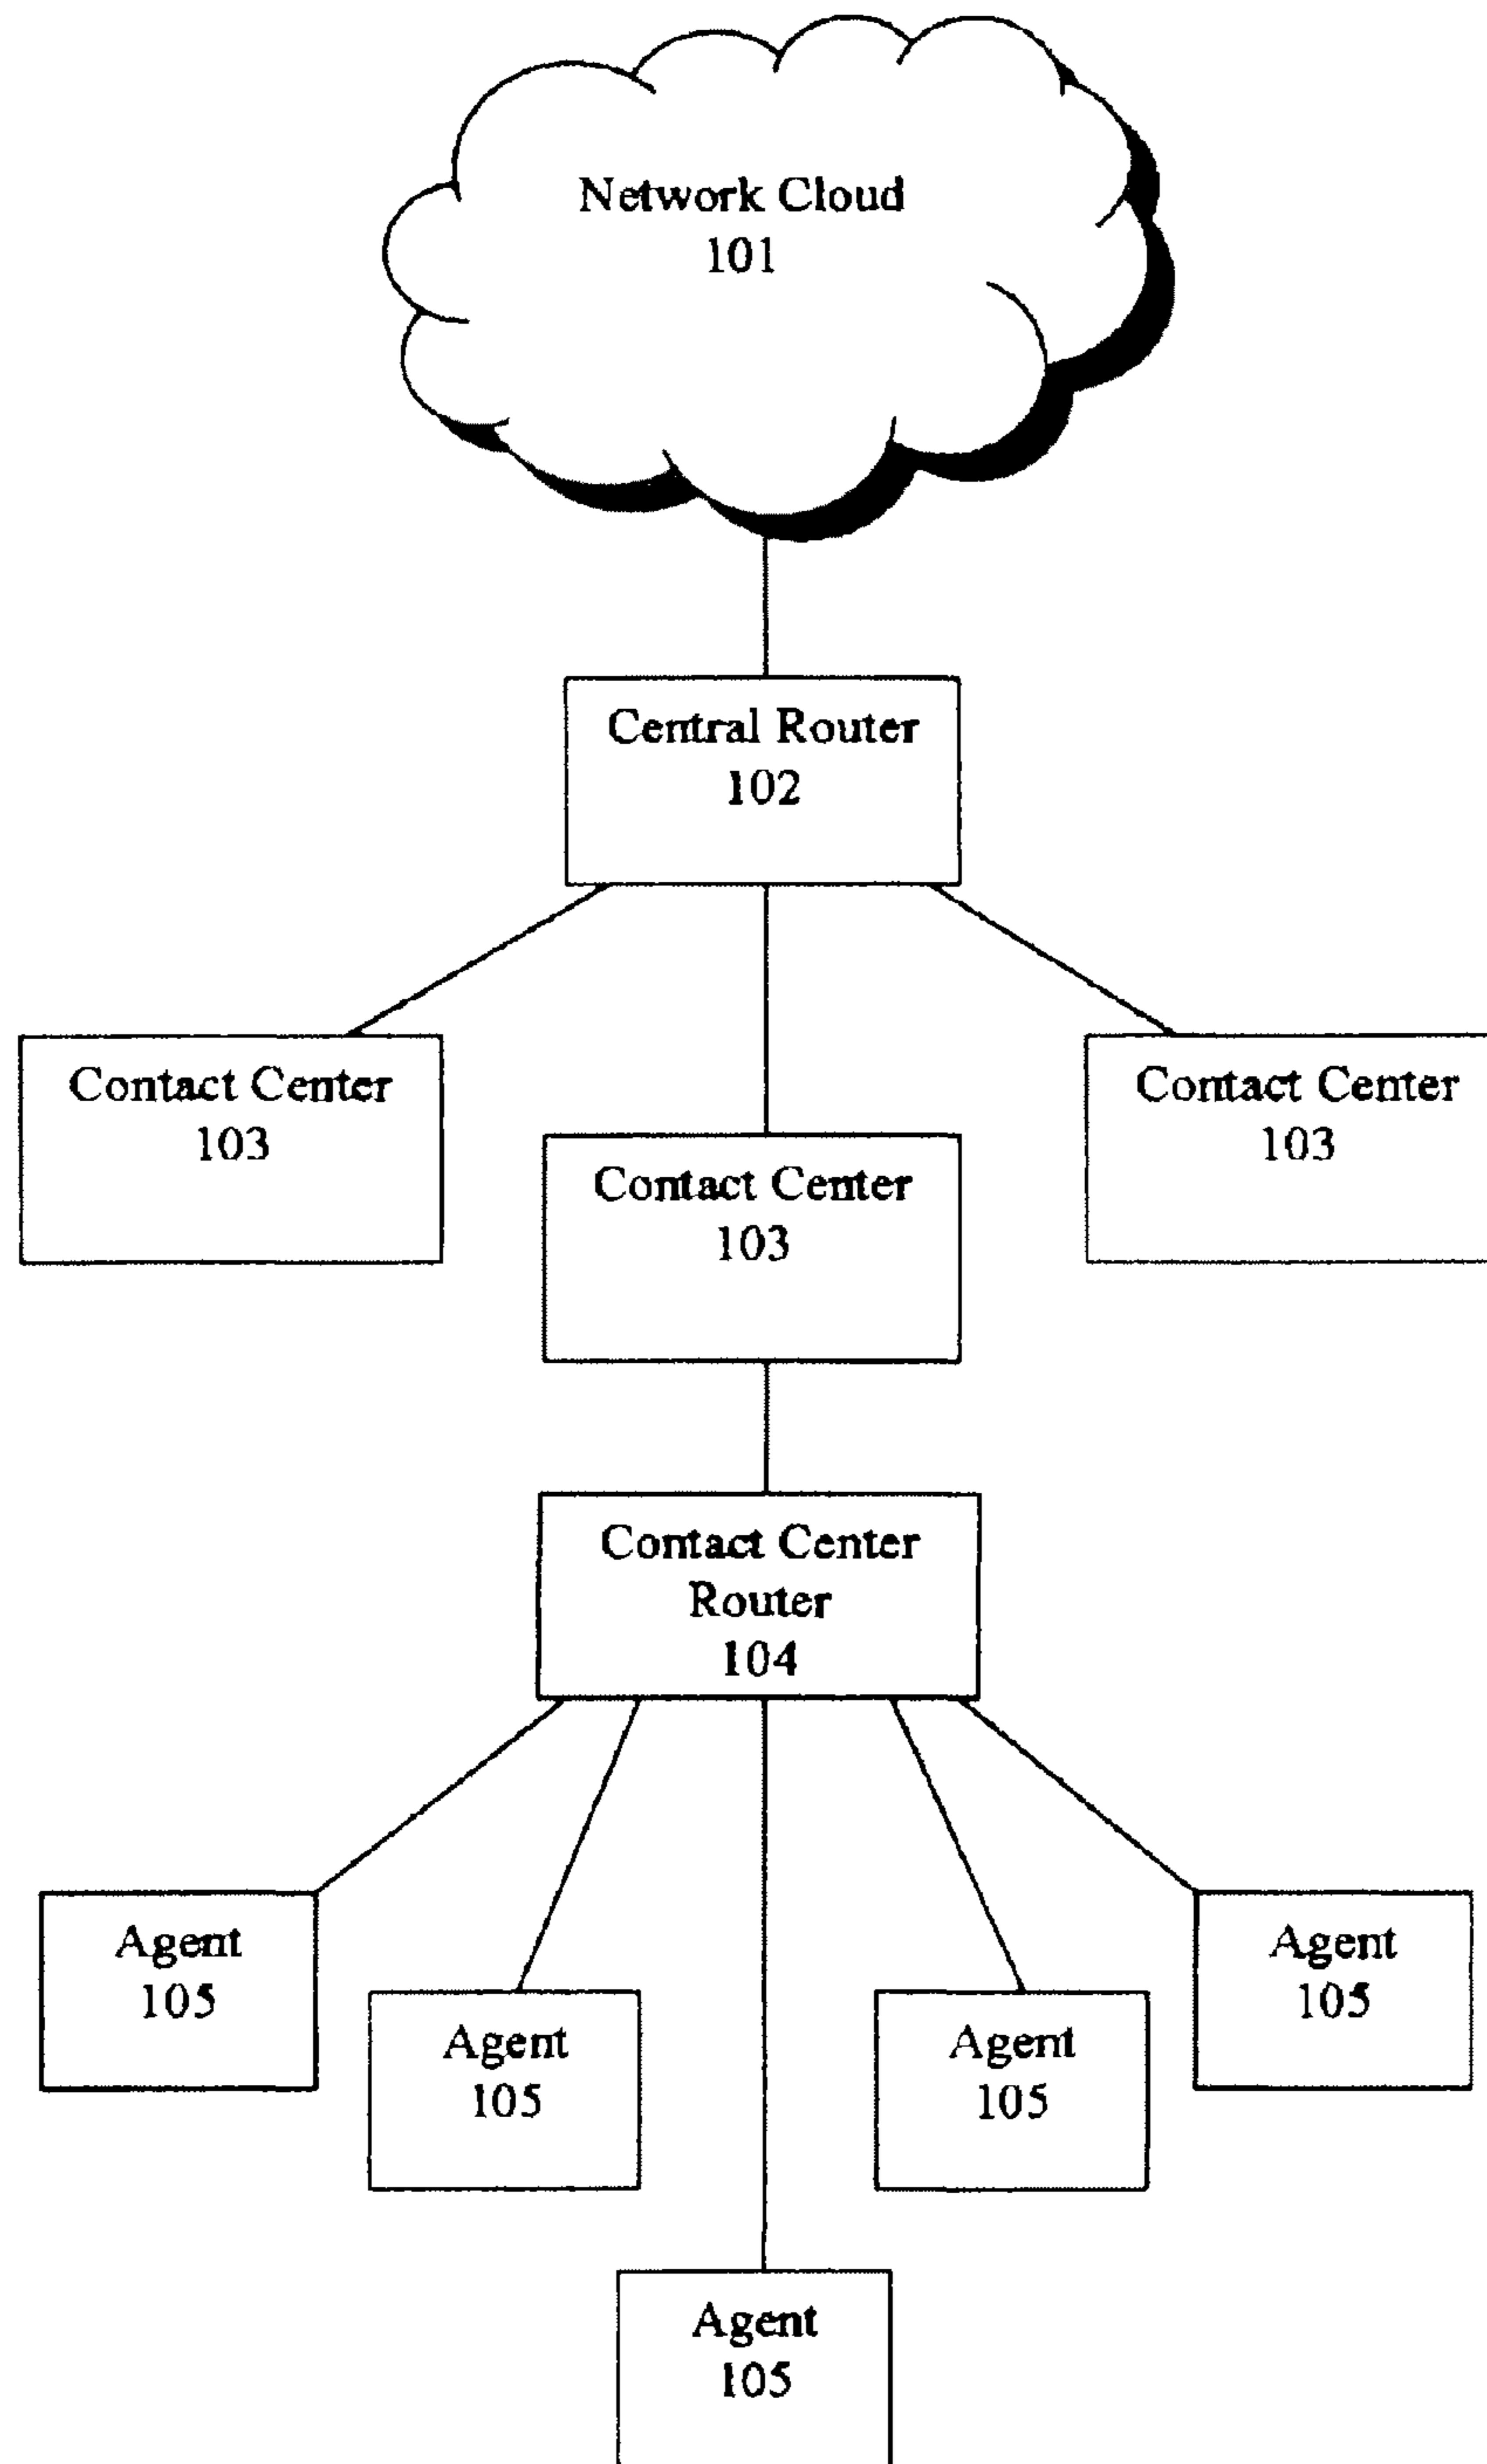 Network Cloud
101
Central Router
102
Contact Center
103
Contact Center
103
Contact Center
103
Contact Center
Router
104
Agent
105
Agent
105
Agent
105
Agent
105
Agent
105